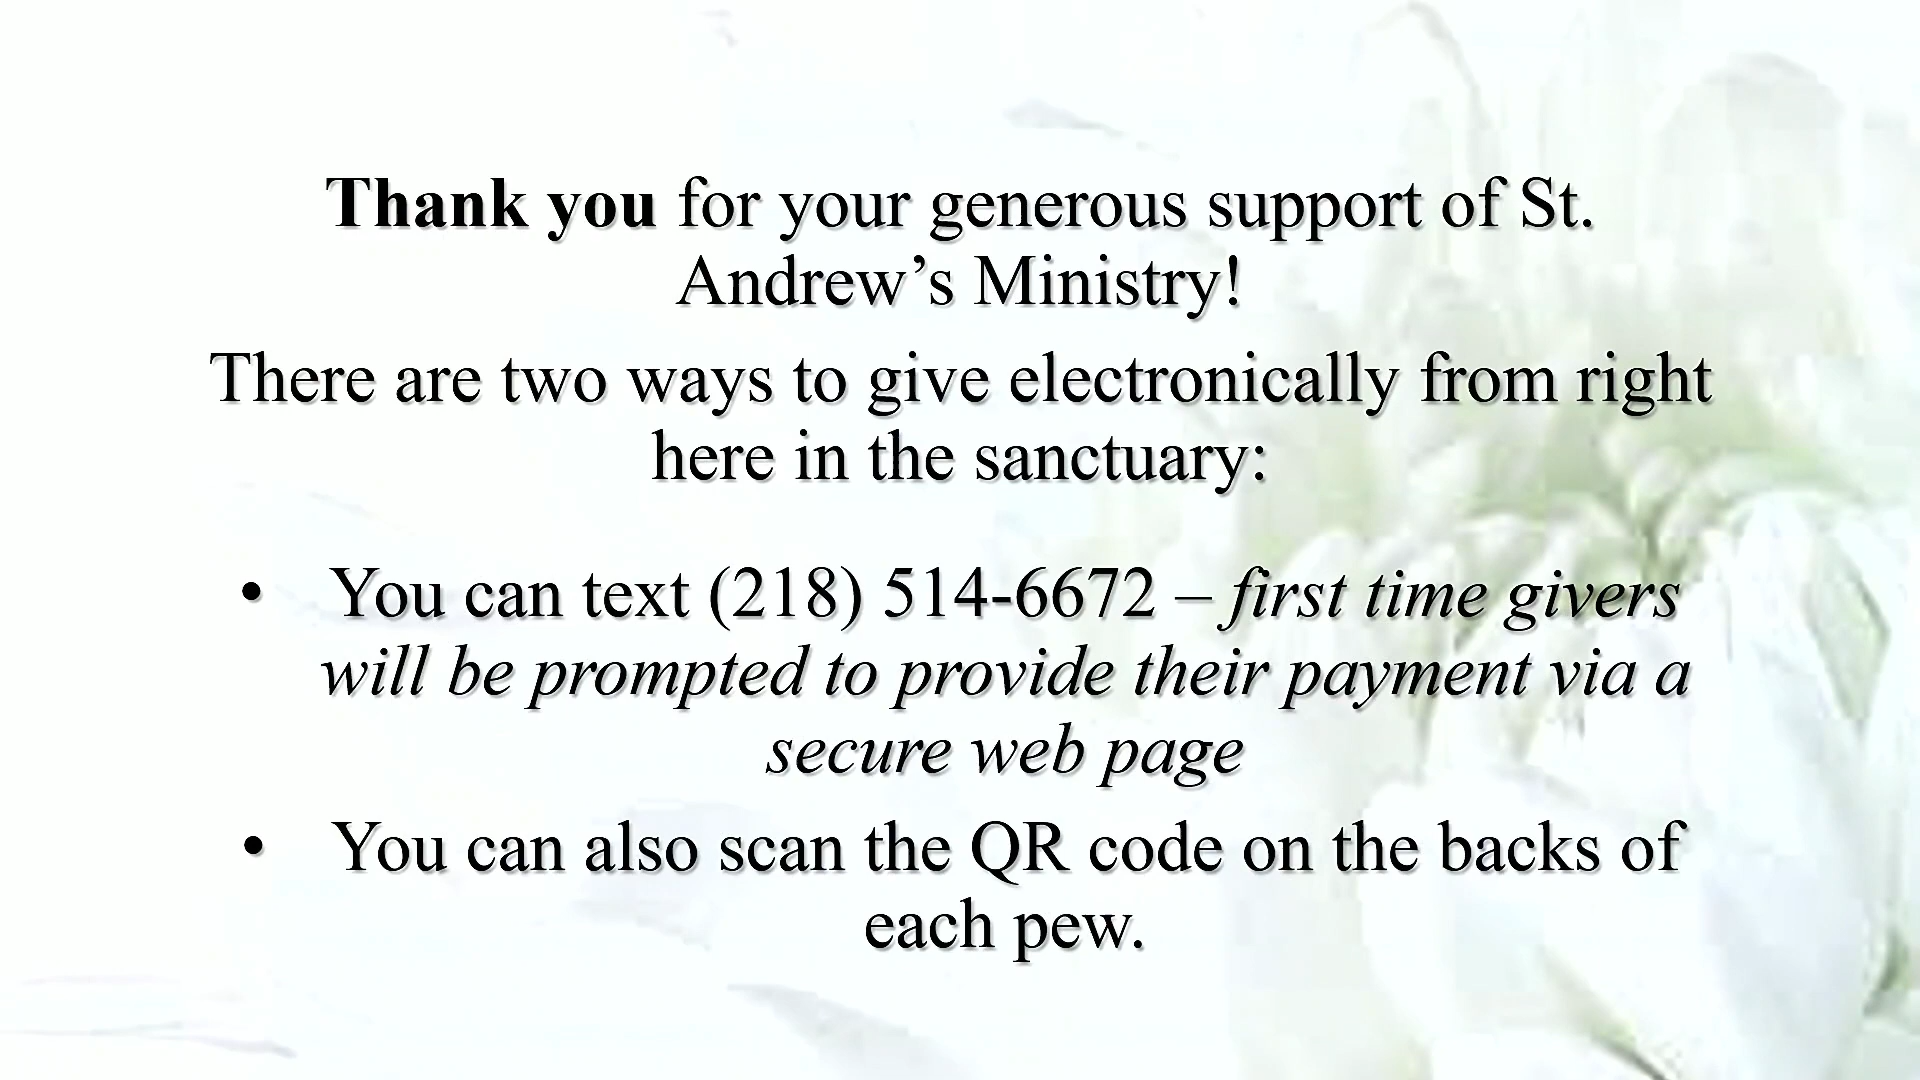 Thank you for your generous support of St.
Andrew’s Ministry!
There are two ways to give electronically from right
here in the sanctuary:
• You can text (218) 514-6672 – first time givers
will be prompted to provide their payment via a
secure web page
• You can also scan the QR code on the backs of
each pew.